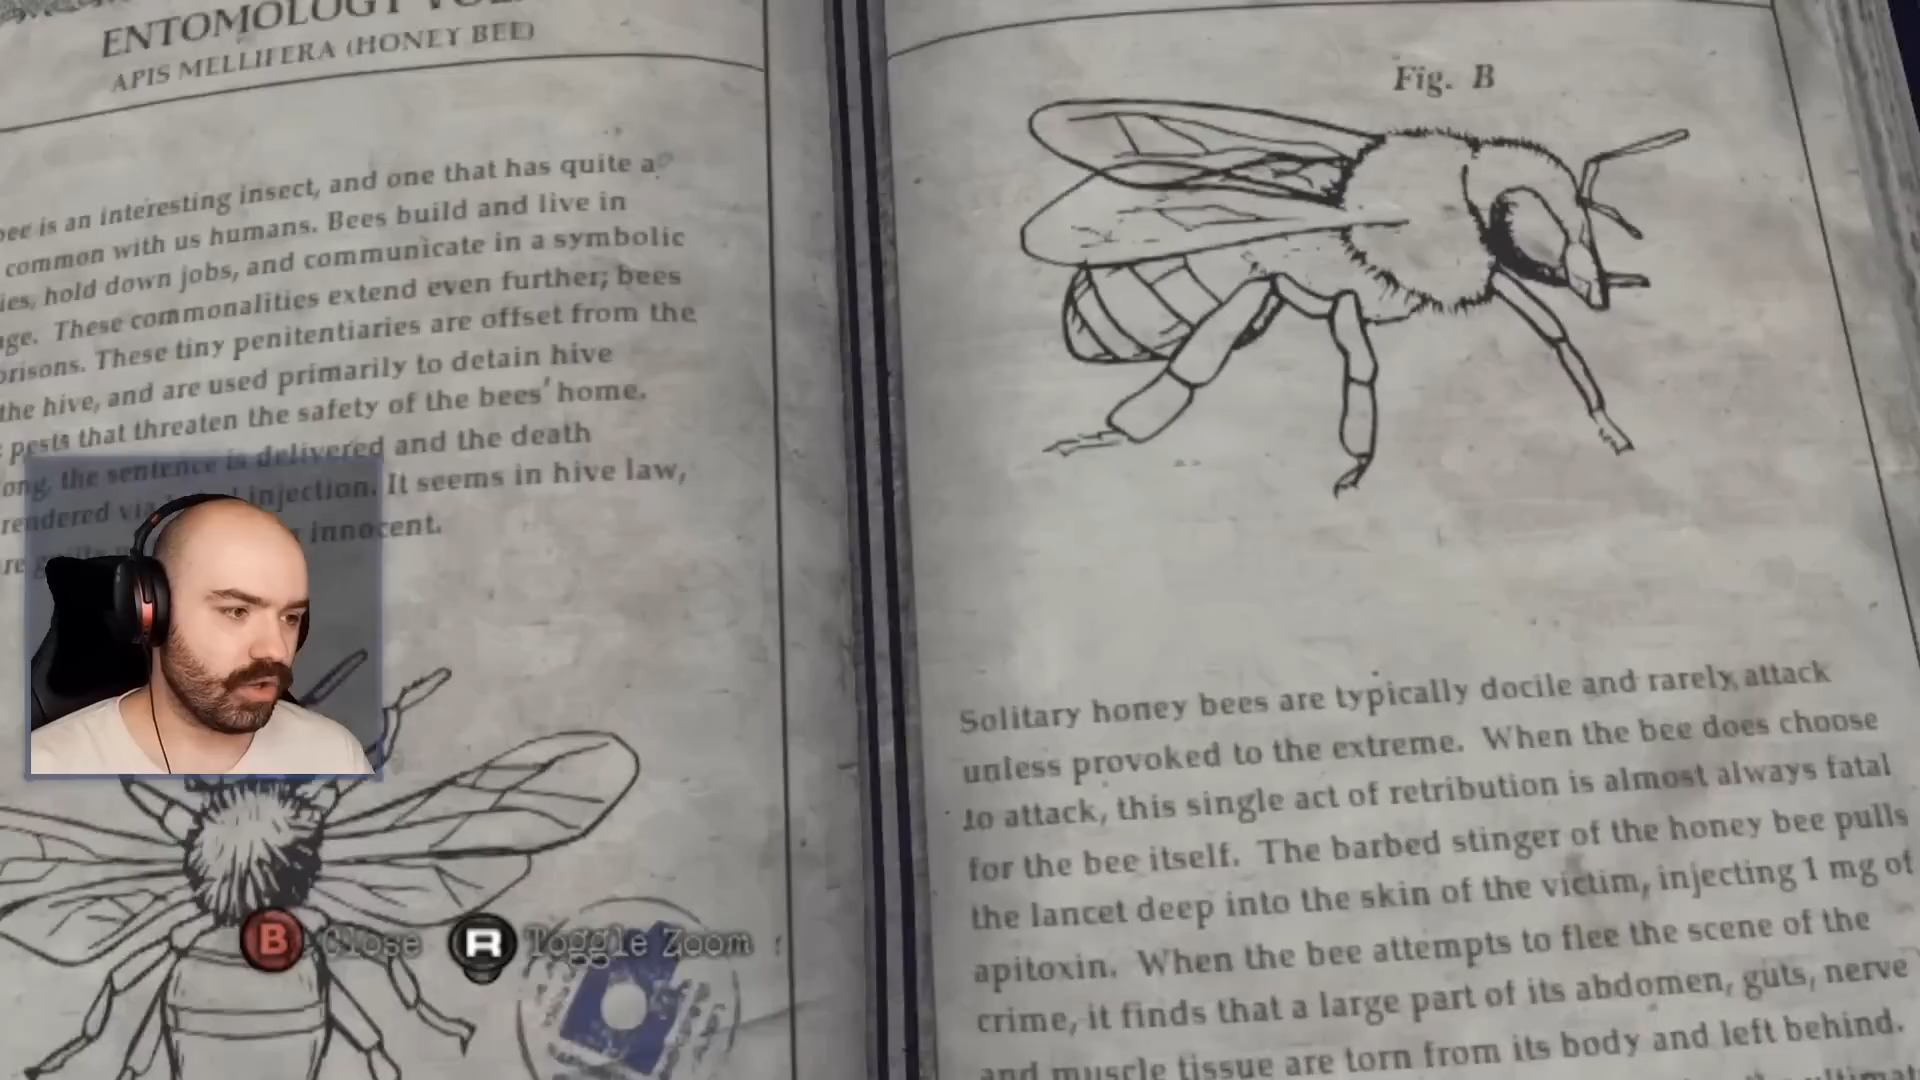 ENTOMOLOGY
APIS MELLIFERA (HONEY BEE)
bee is an interesting insect, and one that has quite a
common with us humans. Bees build and live in
ies, hold down jobs, and communicate in a symbolic
age. These commonalities extend even further; bees
prisons. These tiny penitentiaries are offset from the
the hive, and are used primarily to detain hive
pests that threaten the safety of the bees' home.
ong, the sentence is delivered and the death
rendered via injection. It seems in hive law,
innocent.
B Close R Toggle Zoom
Fig. B
Solitary honey bees are typically docile and rarely attack
unless provoked to the extreme. When the bee does choose
to attack, this single act of retribution is almost always fatal
for the bee itself. The barbed stinger of the honey bee pulls
the lancet deep into the skin of the victim, injecting 1 mg of
apitoxin. When the bee attempts to flee the scene of the
crime, it finds that a large part of its abdomen, guts, nerve
and muscle tissue are torn from its body and left behind.